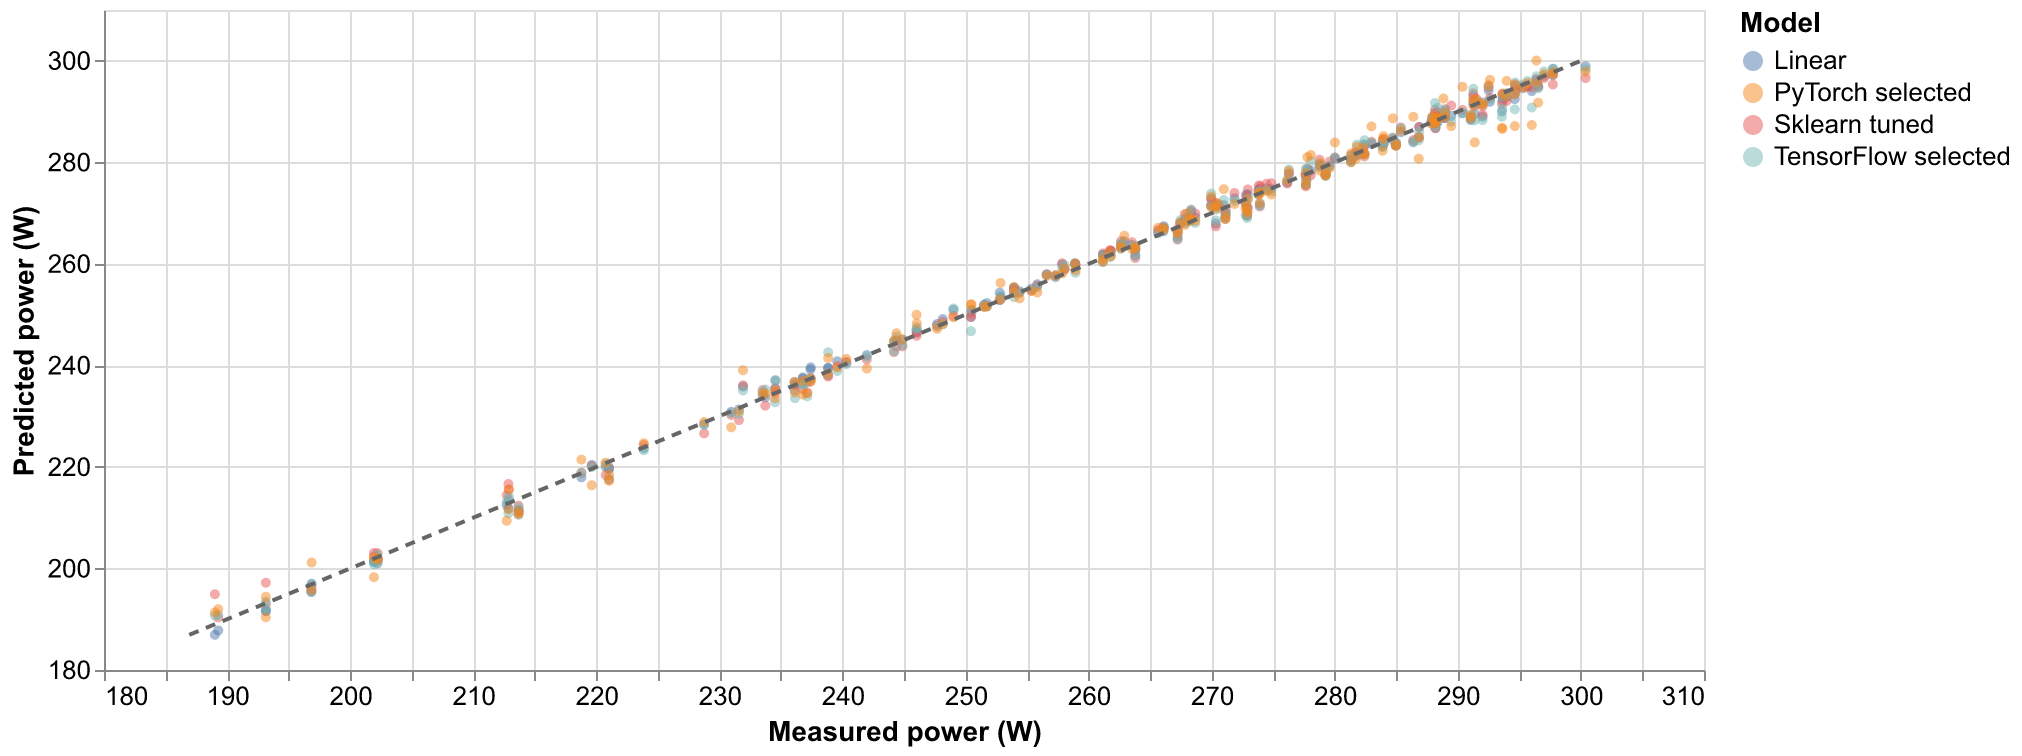 Model
Linear
PyTorch selected
Sklearn tuned
TensorFlow selected
Predicted power (W)
300
280
260
240
220
200
180
180 190 200 210 220 230 240 250 260 270 280 290 300 310
Measured power (W)